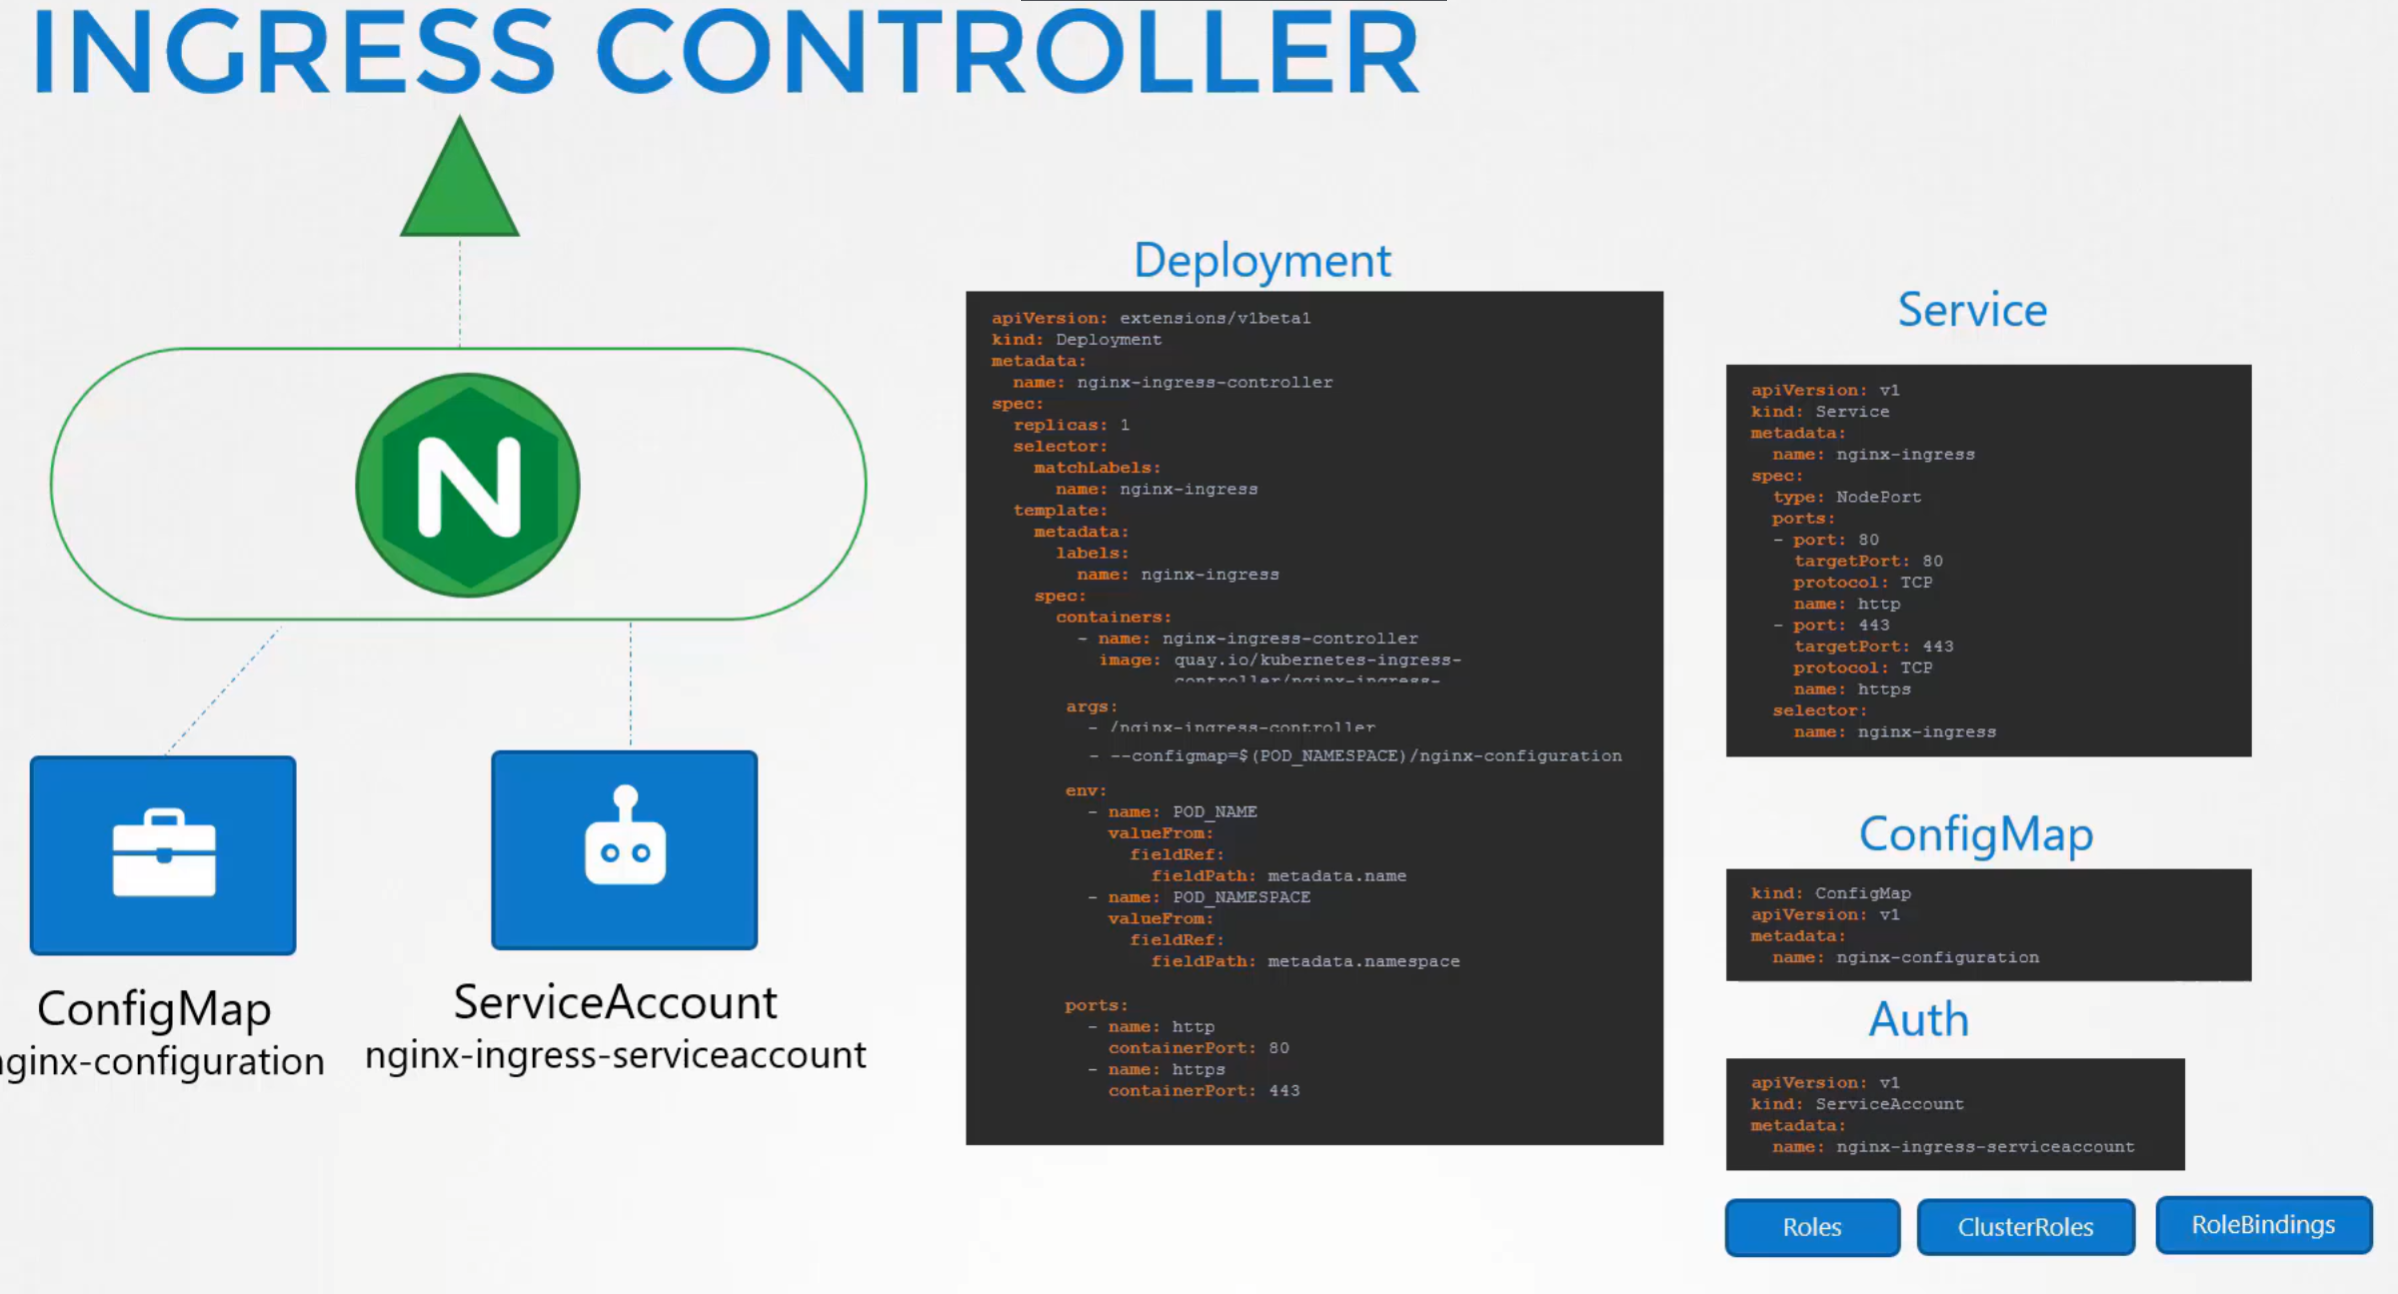 INGRESS CONTROLLER
N
ConfigMap
nginx-configuration
ServiceAccount
nginx-ingress-serviceaccount
Deployment
apiVersion: extensions/v1beta1
kind: Deployment
metadata:
  name: nginx-ingress-controller
spec:
  replicas: 1
  selector:
    matchLabels:
      name: nginx-ingress
  template:
    metadata:
      labels:
        name: nginx-ingress
    spec:
      containers:
        - name: nginx-ingress-controller
          image: quay.io/kubernetes-ingress-
                 controller/nginx-ingress-
      args:
        - /nginx-ingress-controller
        - --configmap=$(POD_NAMESPACE)/nginx-configuration
      env:
        - name: POD_NAME
          valueFrom:
            fieldRef:
              fieldPath: metadata.name
        - name: POD_NAMESPACE
          valueFrom:
            fieldRef:
              fieldPath: metadata.namespace
      ports:
        - name: http
          containerPort: 80
        - name: https
          containerPort: 443
Service
apiVersion: v1
kind: Service
metadata:
  name: nginx-ingress
spec:
  type: NodePort
  ports:
  - port: 80
    targetPort: 80
    protocol: TCP
    name: http
  - port: 443
    targetPort: 443
    protocol: TCP
    name: https
  selector:
    name: nginx-ingress
ConfigMap
kind: ConfigMap
apiVersion: v1
metadata:
  name: nginx-configuration
Auth
apiVersion: v1
kind: ServiceAccount
metadata:
  name: nginx-ingress-serviceaccount
Roles
ClusterRoles
RoleBindings